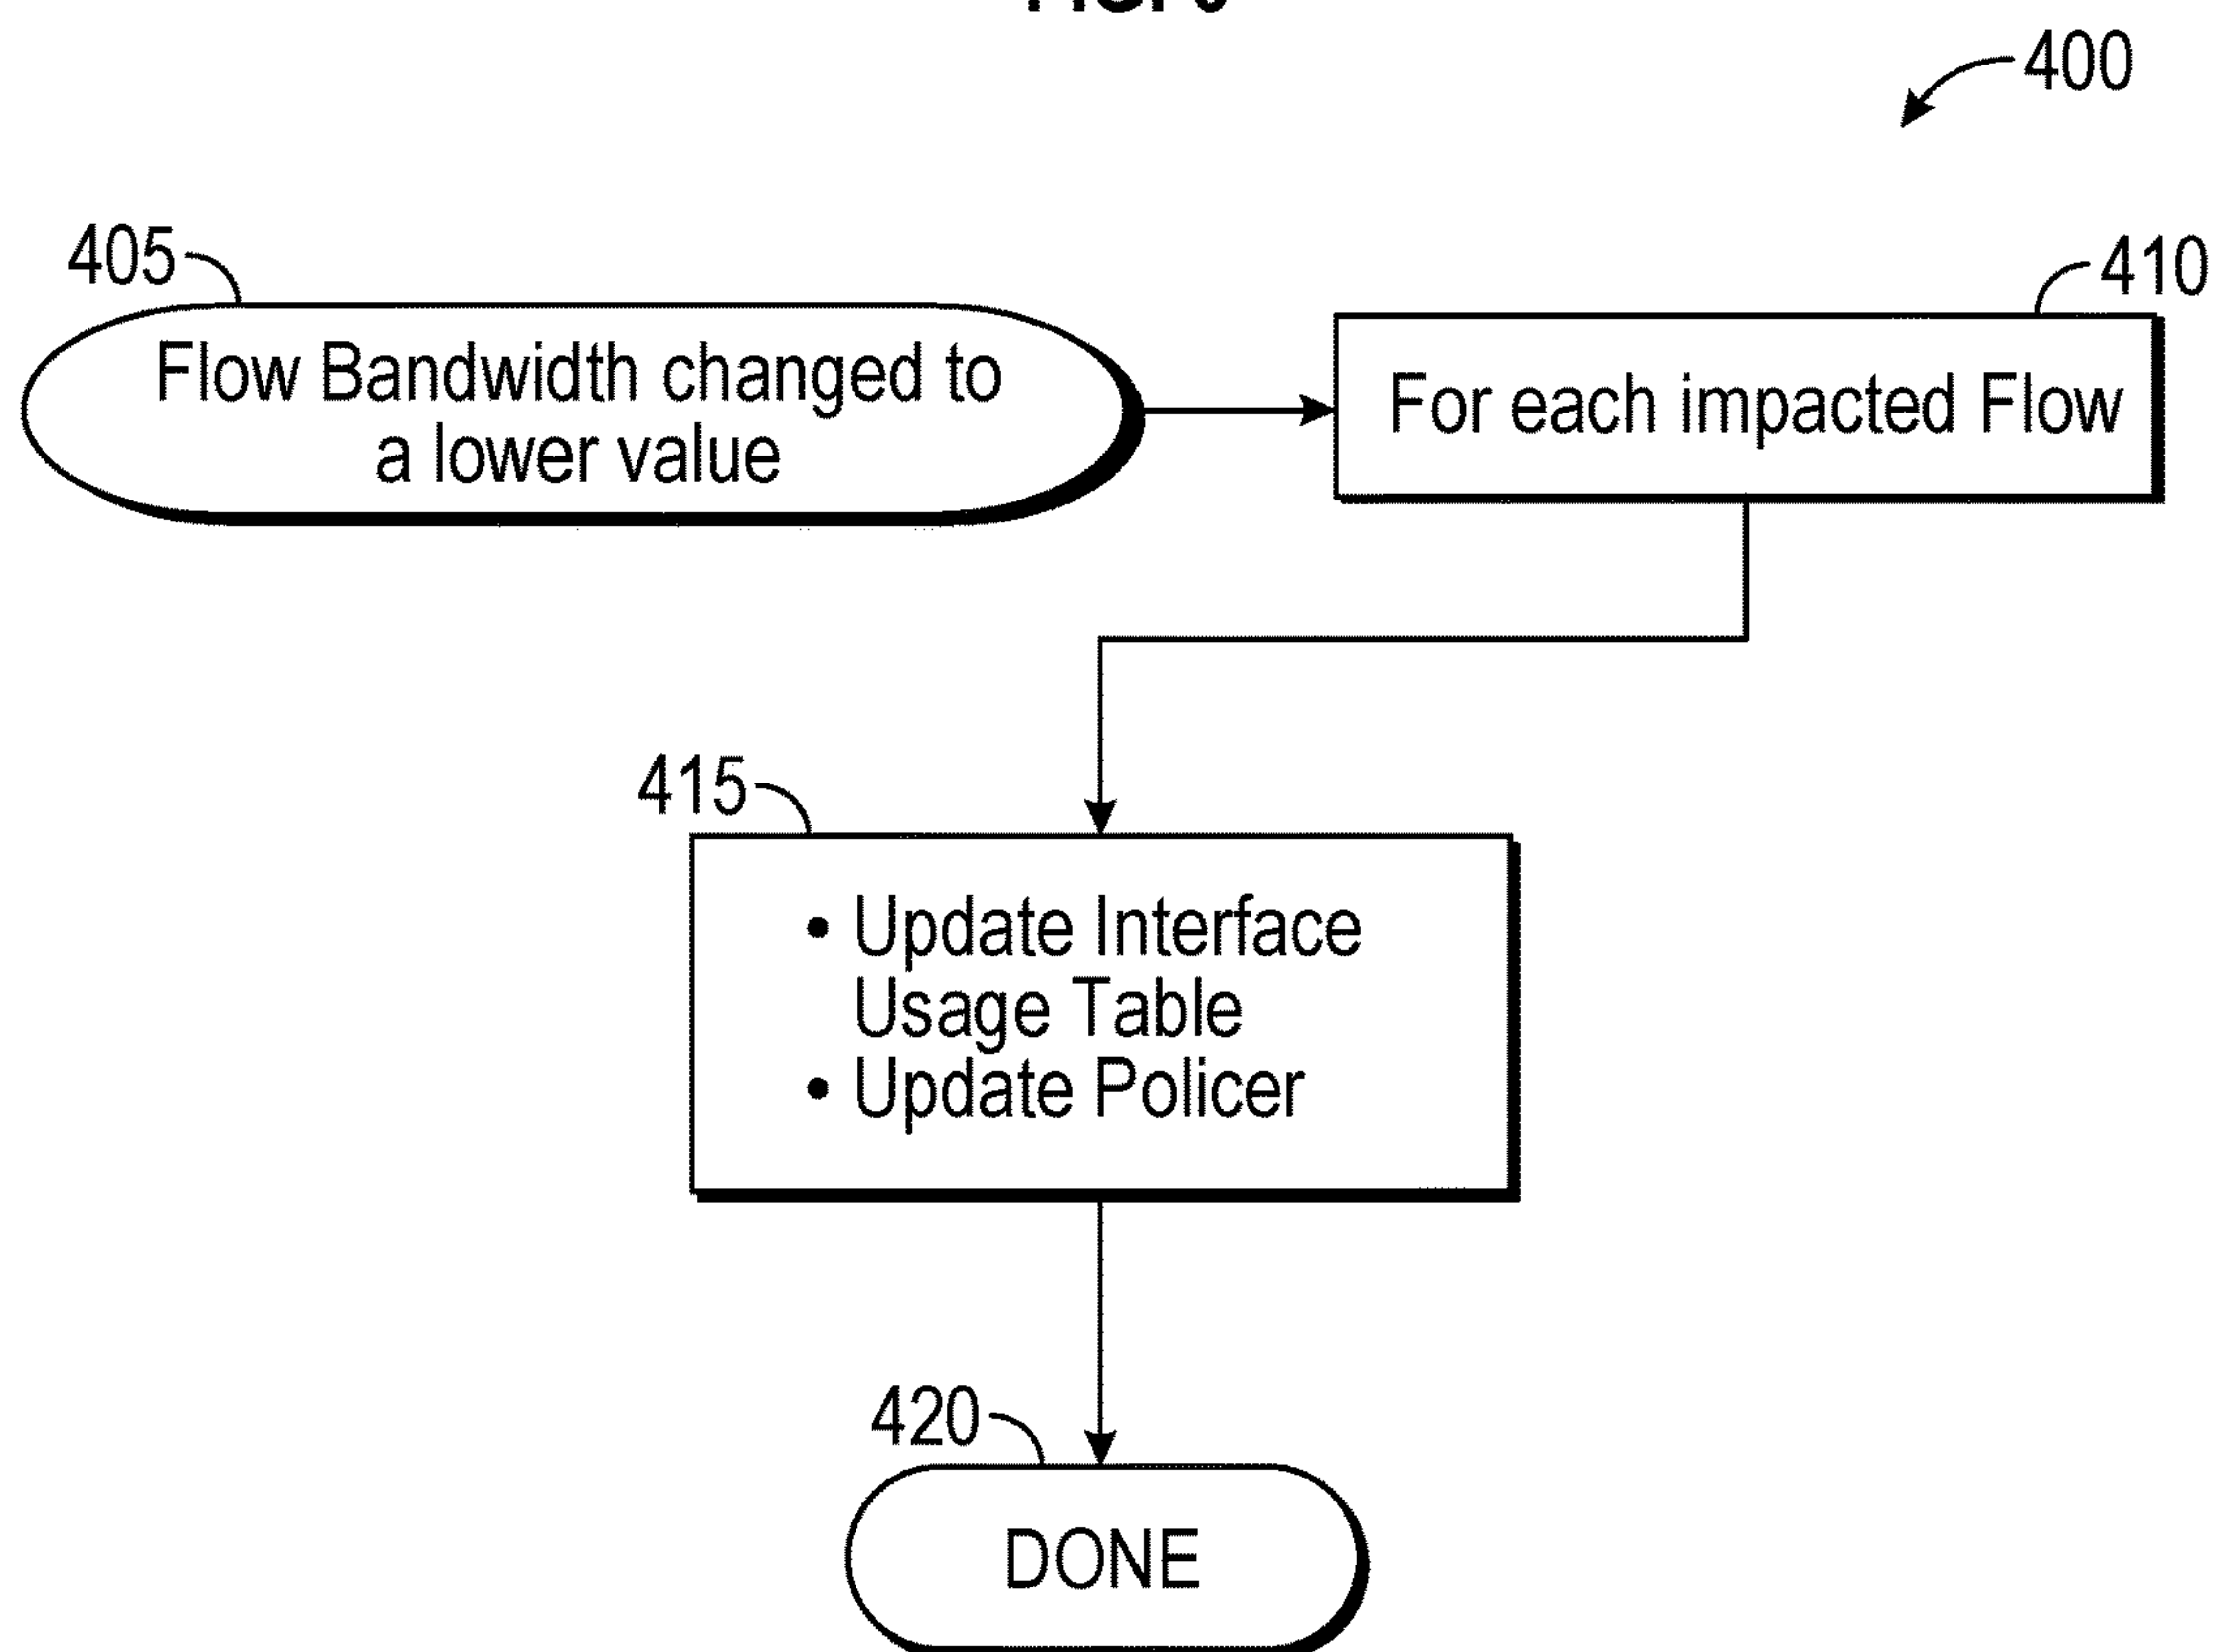 400
405
410
Flow Bandwidth changed to
a lower value
For each impacted Flow
415
• Update Interface
Usage Table
• Update Policer
420
DONE